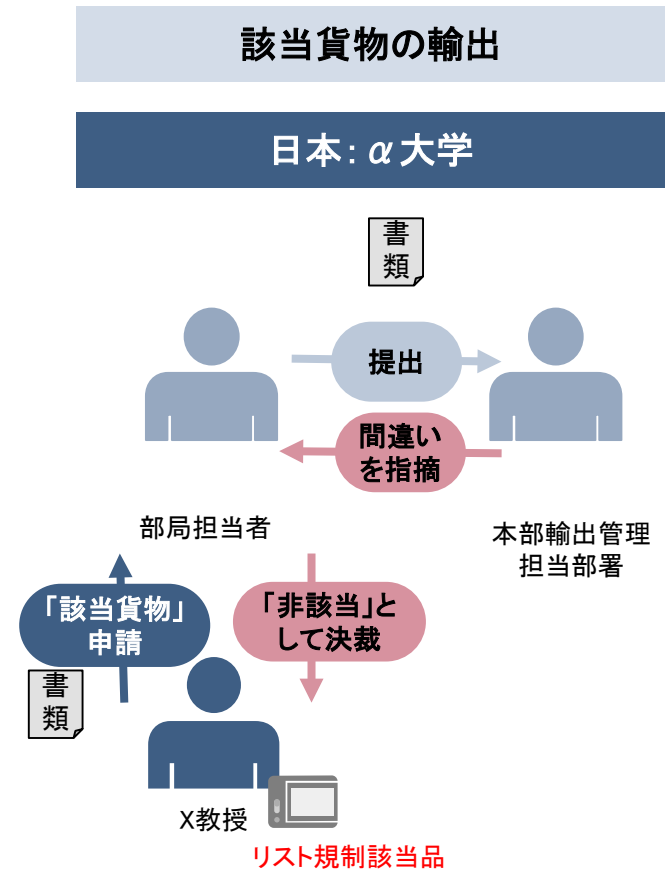 該当貨物の輸出
日本：α大学
書
類
提出
間違い
を指摘
部局担当者
本部輸出管理
担当部署
「該当貨物」
申請
「非該当」と
して決裁
書
類
X教授
リスト規制該当品